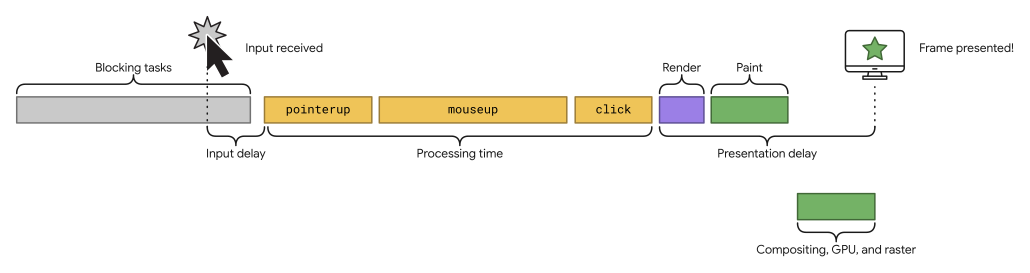 Input received
Frame presented!
Blocking tasks
Render
Paint
pointerup
mouseup
click
Input delay
Processing time
Presentation delay
Compositing, GPU, and raster